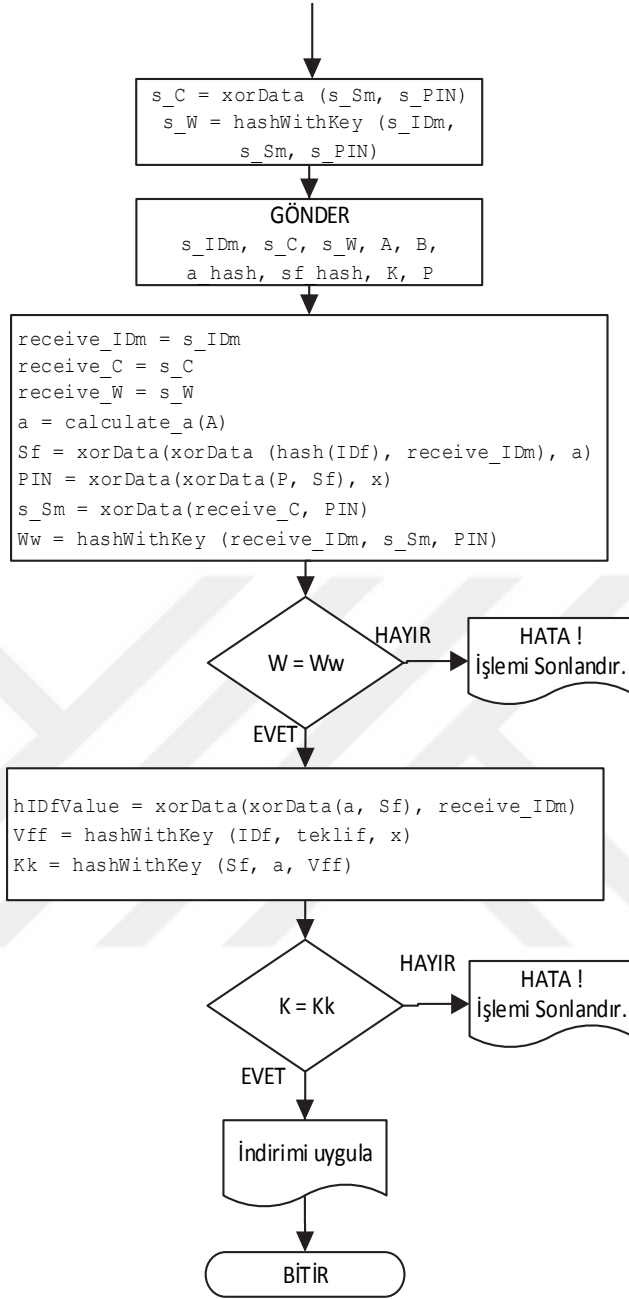 s_C = xorData (s_Sm, s_PIN)
s_W = hashWithKey (s_IDm,
s_Sm, s_PIN)
GÖNDER
s_IDm, s_C, s_W, A, B,
a_hash, sf_hash, K, P
receive_IDm = s_IDm
receive_C = s_C
receive_W = s_W
a = calculate_a(A)
Sf = xorData(xorData (hash(IDf), receive_IDm), a)
PIN = xorData(xorData(P, Sf), x)
s_Sm = xorData(receive_C, PIN)
Ww = hashWithKey (receive_IDm, s_Sm, PIN)
W = Ww
HAYIR
HATA !
İşlemi Sonlandır.
EVET
hIDfValue = xorData(xorData(a, Sf), receive_IDm)
Vff = hashWithKey (IDf, teklif, x)
Kk = hashWithKey (Sf, a, Vff)
K = Kk
HAYIR
HATA !
İşlemi Sonlandır.
EVET
İndirimi uygula
BİTİR